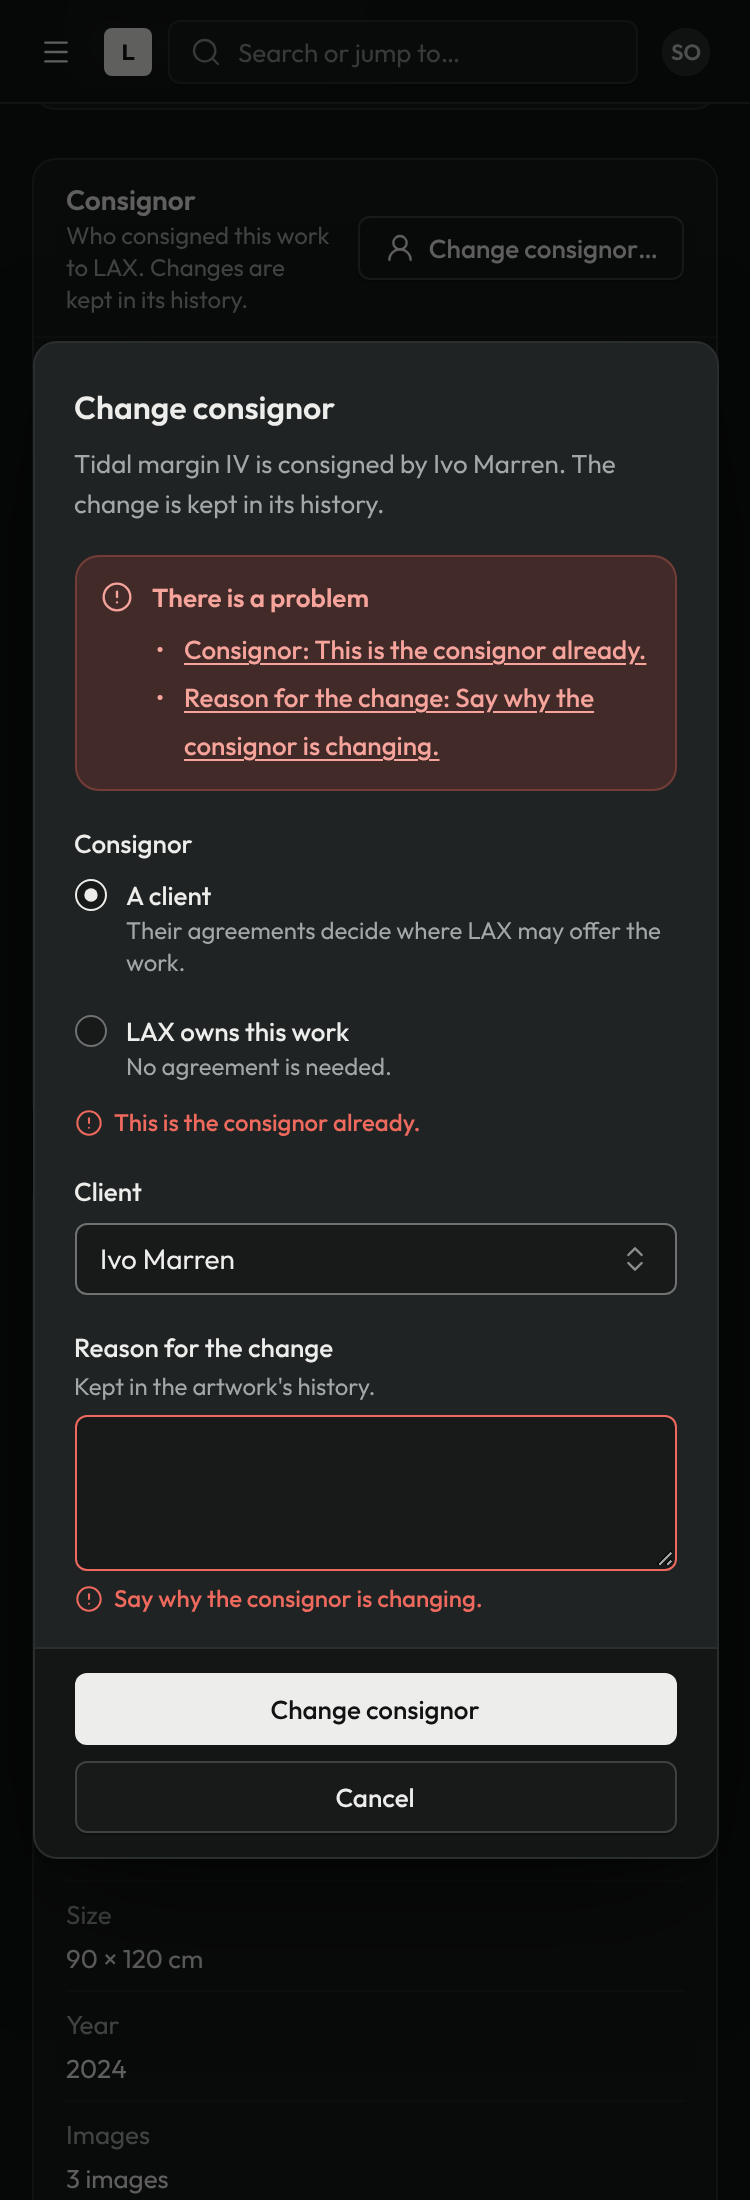 L
Search or jump to...
SO
Consignor
Who consigned this work
to LAX. Changes are
kept in its history.
Change consignor...
Change consignor
Tidal margin IV is consigned by Ivo Marren. The
change is kept in its history.
There is a problem
• Consignor: This is the consignor already.
• Reason for the change: Say why the
consignor is changing.
Consignor
A client
Their agreements decide where LAX may offer the
work.
LAX owns this work
No agreement is needed.
This is the consignor already.
Client
Ivo Marren
Reason for the change
Kept in the artwork's history.
Say why the consignor is changing.
Change consignor
Cancel
Size
90 × 120 cm
Year
2024
Images
3 images